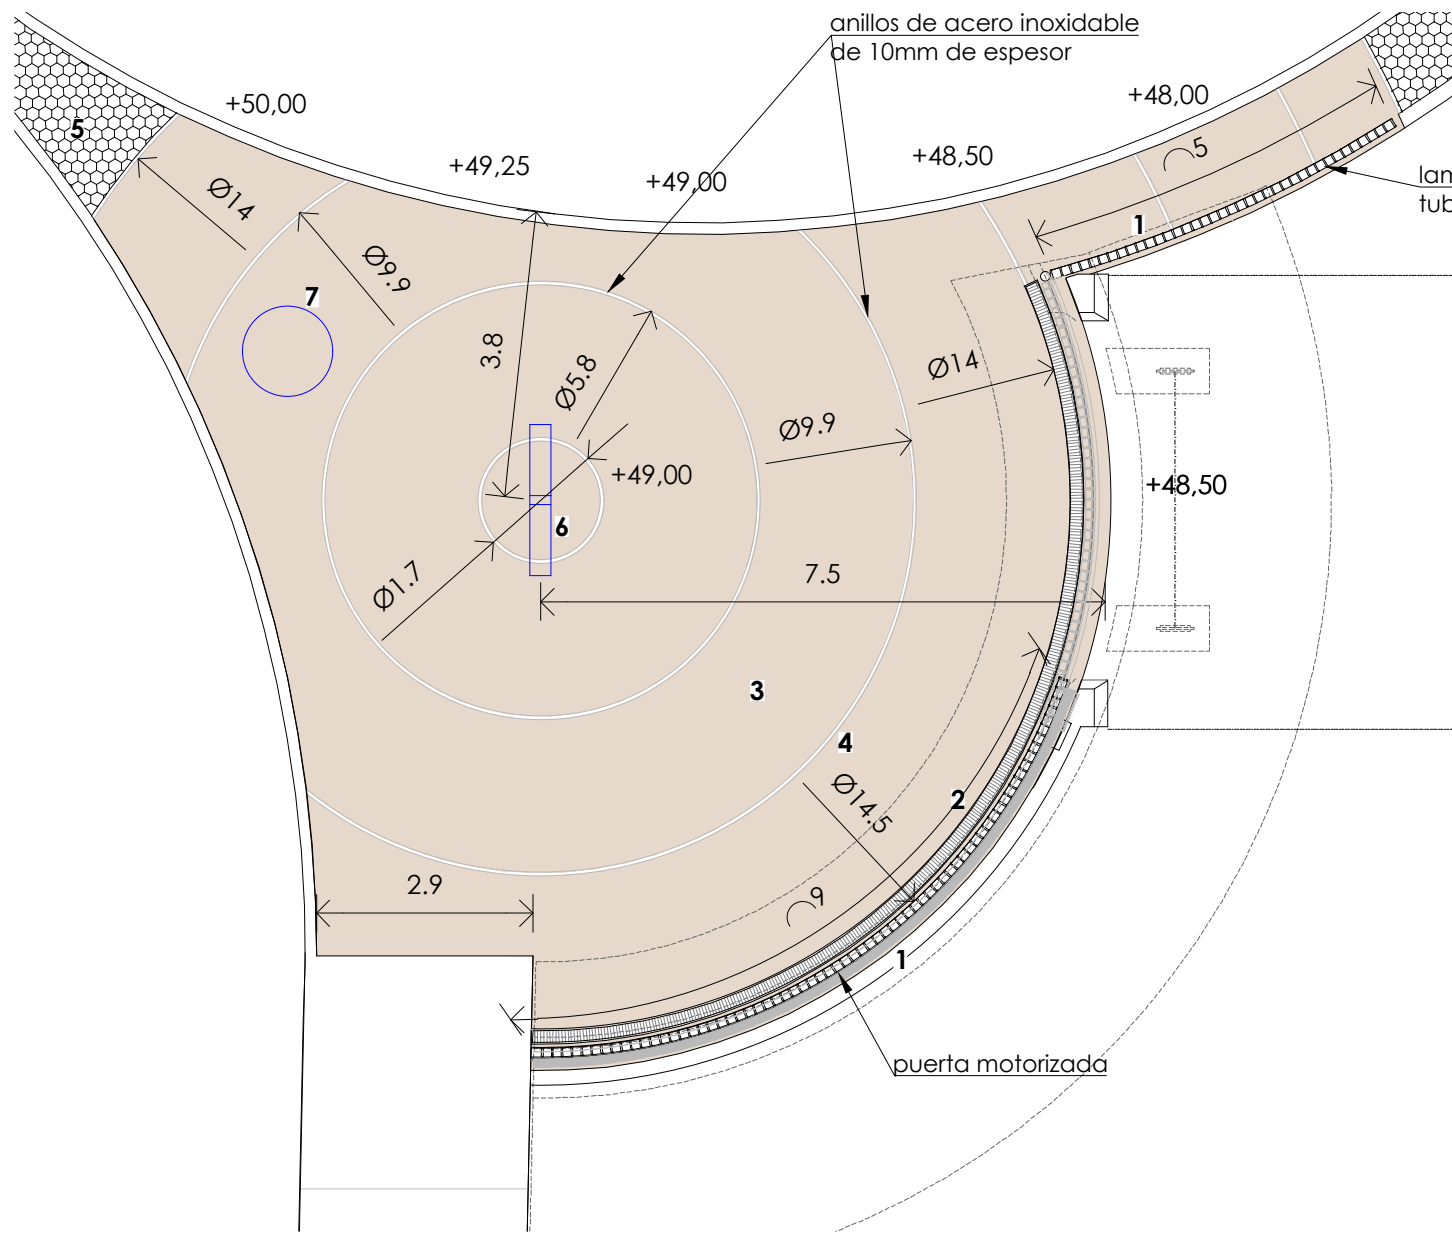 anillos de acero inoxidable
de 10mm de espesor
+50,00
+48,00
5
+49,25
+49,00
+48,50
5
Ø14
lam
tub
1
Ø9.9
7
3.8
Ø5.8
Ø14
Ø9.9
+49,00
+48,50
6
Ø1.7
7.5
3
4
Ø14.5
2
2.9
9
1
puerta motorizada